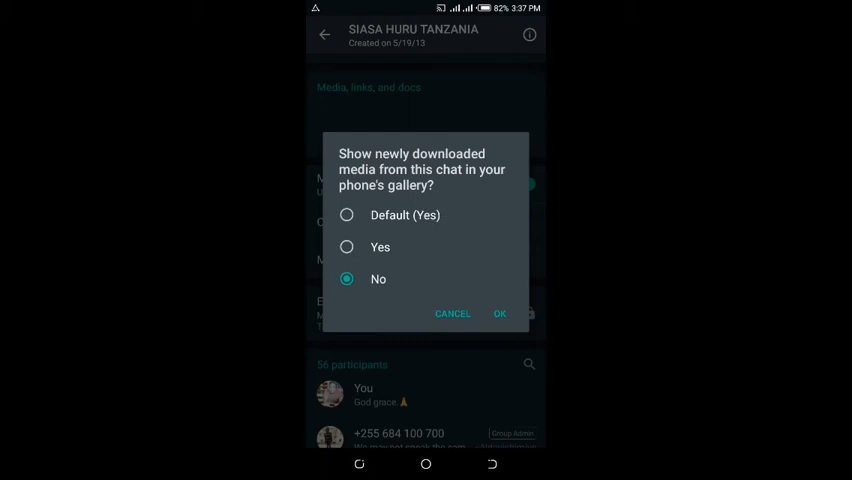 82% 3:37 PM
SIASA HURU TANZANIA
Created on 5/19/13
Media, links, and docs
Show newly downloaded
media from this chat in your
phone's gallery?
Default (Yes)
Yes
No
CANCEL OK
56 participants
You
God grace.🙏
+255 684 100 700 Group Admin